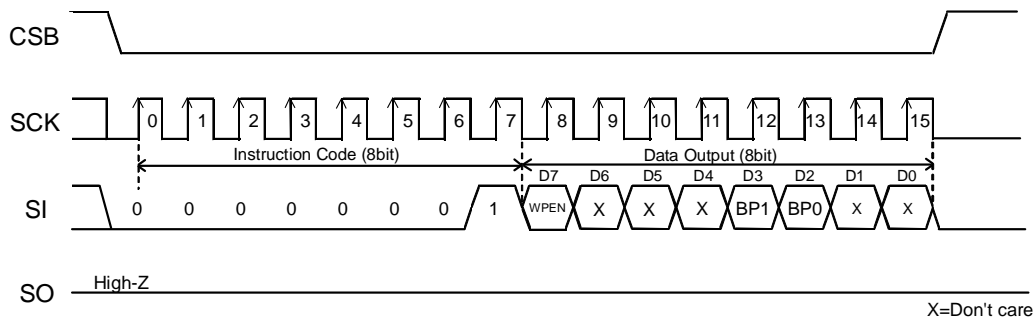 CSB
SCK 0 1 2 3 4 5 6 7 8 9 10 11 12 13 14 15
Instruction Code (8bit) Data Output (8bit)
D7 D6 D5 D4 D3 D2 D1 D0
SI 0 0 0 0 0 0 0 1 WPEN X X X BP1 BP0 X X
High-Z
SO
X=Don't care